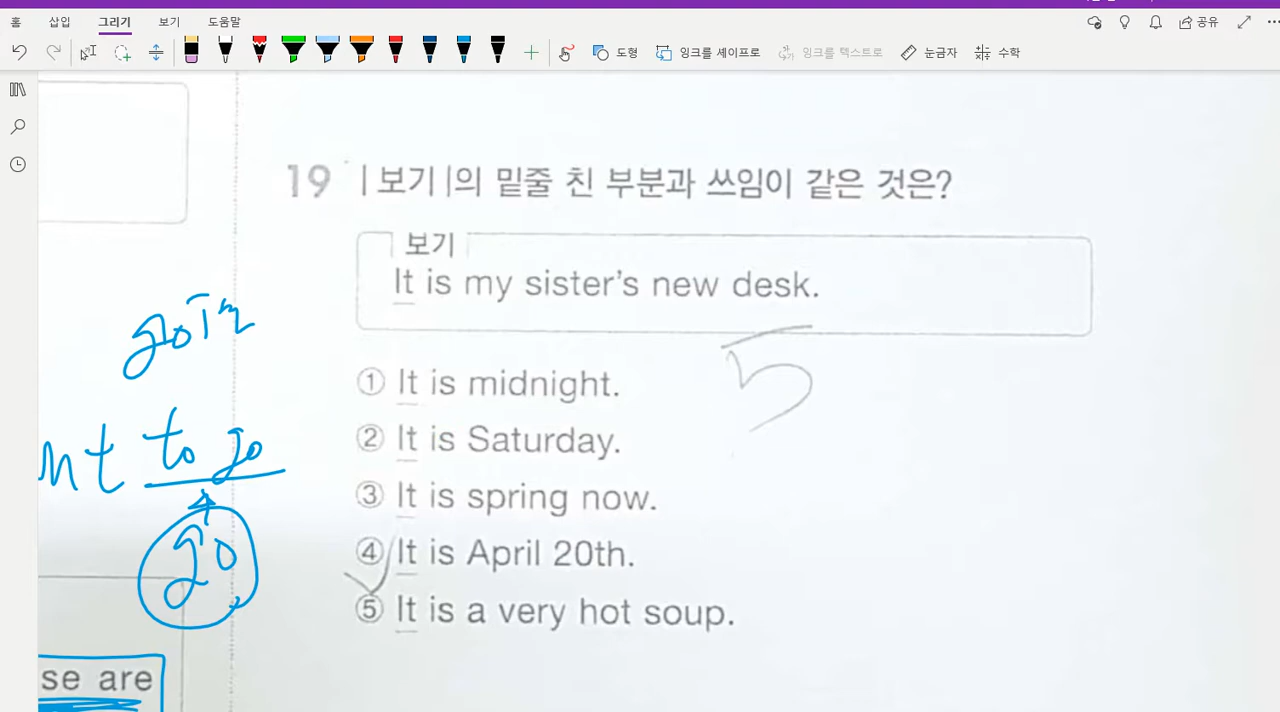 홈 삽입 그리기 보기 도움말 공유
도형 잉크를 셰이프로 잉크를 텍스트로 눈금자 수학
19 |보기|의 밑줄 친 부분과 쓰임이 같은 것은?
보기
It is my sister's new desk.
5
① It is midnight.
② It is Saturday.
③ It is spring now.
④ It is April 20th.
⑤ It is a very hot soup.
to go
go
se are